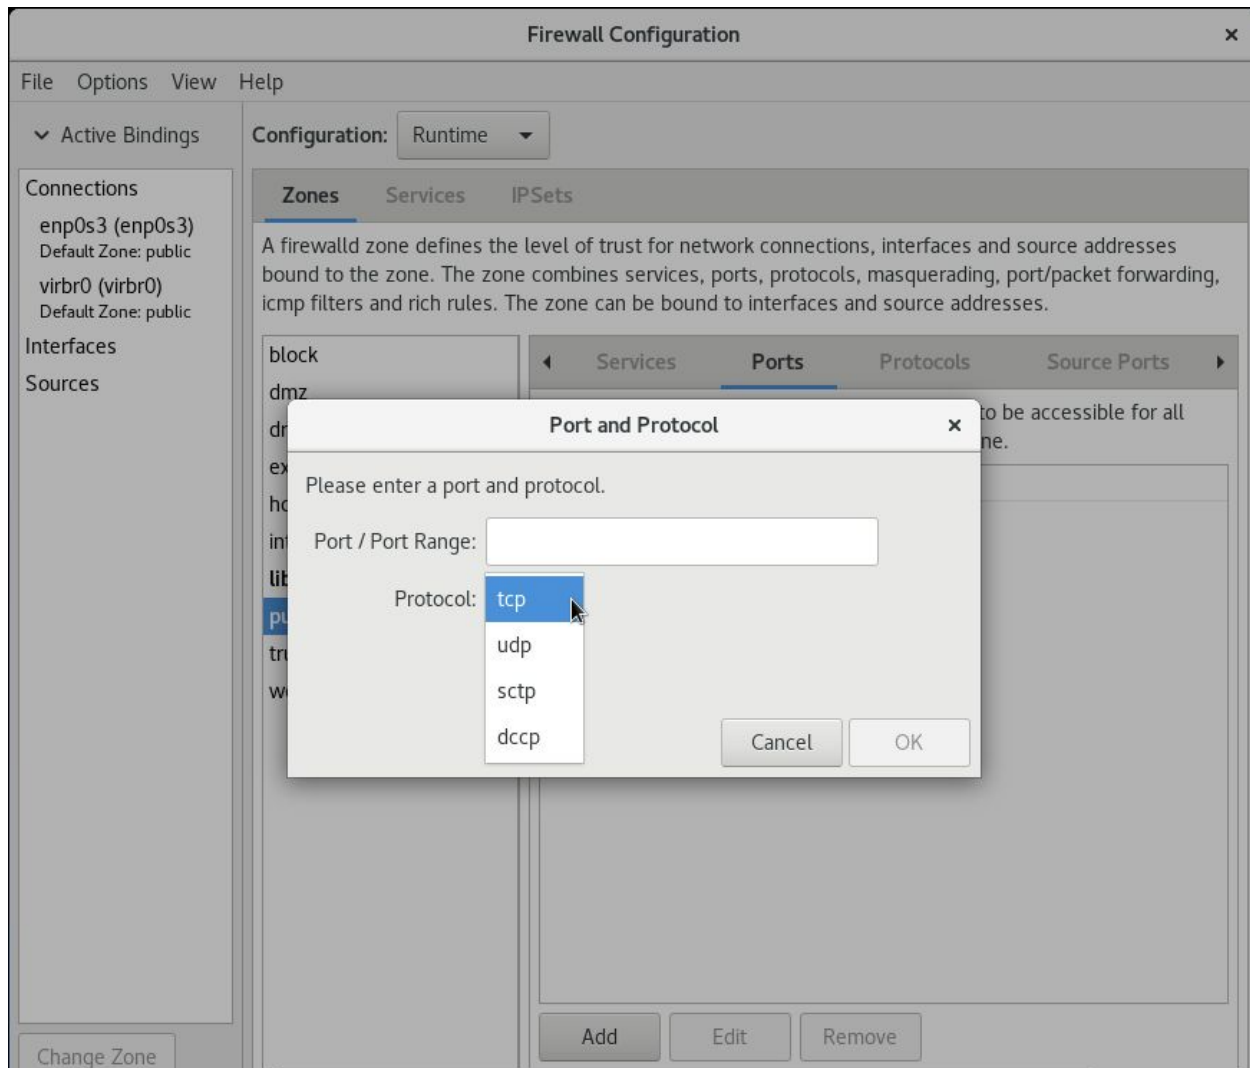 Firewall Configuration
File Options View Help
Active Bindings
Configuration: Runtime
Connections
enp0s3 (enp0s3)
Default Zone: public
virbr0 (virbr0)
Default Zone: public
Interfaces
Sources
Zones Services IPSets
A firewalld zone defines the level of trust for network connections, interfaces and source addresses
bound to the zone. The zone combines services, ports, protocols, masquerading, port/packet forwarding,
icmp filters and rich rules. The zone can be bound to interfaces and source addresses.
block
dmz
Services Ports Protocols Source Ports
to be accessible for all
Port and Protocol
Please enter a port and protocol.
Port / Port Range:
Protocol: tcp
udp
sctp
dccp
Cancel OK
Add Edit Remove
Change Zone